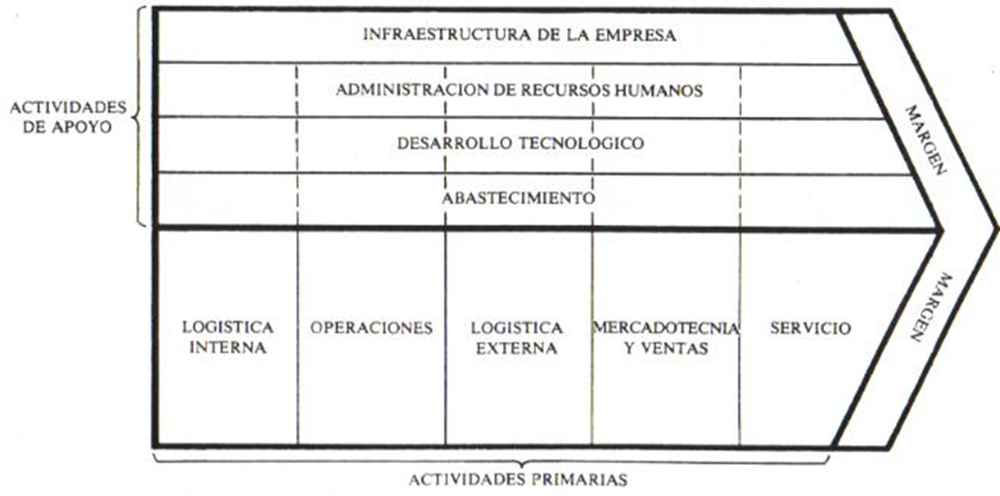 INFRAESTRUCTURA DE LA EMPRESA
ADMINISTRACION DE RECURSOS HUMANOS
ACTIVIDADES
DE APOYO
DESARROLLO TECNOLOGICO
ABASTECIMIENTO
MARGEN
LOGISTICA
INTERNA
OPERACIONES
LOGISTICA
EXTERNA
MERCADOTECNIA
Y VENTAS
SERVICIO
MARGEN
ACTIVIDADES PRIMARIAS